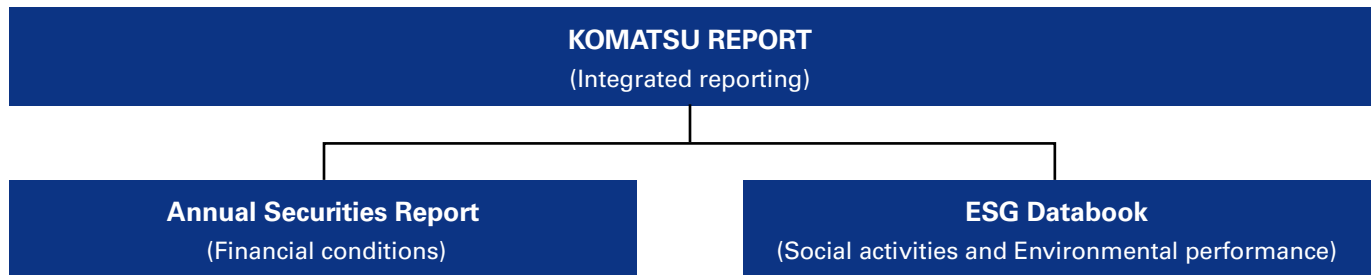 KOMATSU REPORT
(Integrated reporting)
Annual Securities Report
(Financial conditions)
ESG Databook
(Social activities and Environmental performance)